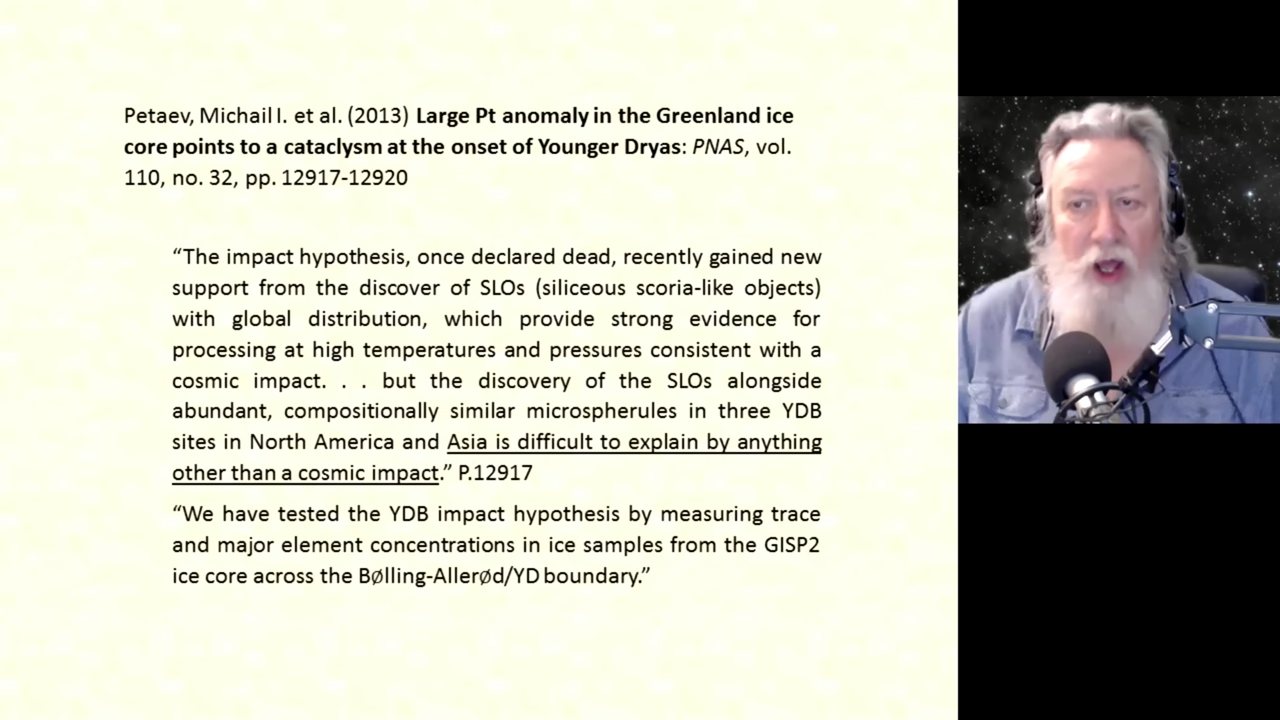 Petaev, Michail I. et al. (2013) Large Pt anomaly in the Greenland ice
core points to a cataclysm at the onset of Younger Dryas: PNAS, vol.
110, no. 32, pp. 12917-12920
“The impact hypothesis, once declared dead, recently gained new
support from the discover of SLOs (siliceous scoria-like objects)
with global distribution, which provide strong evidence for
processing at high temperatures and pressures consistent with a
cosmic impact. . . but the discovery of the SLOs alongside
abundant, compositionally similar microspherules in three YDB
sites in North America and Asia is difficult to explain by anything
other than a cosmic impact.” P.12917
“We have tested the YDB impact hypothesis by measuring trace
and major element concentrations in ice samples from the GISP2
ice core across the Bølling-Allerød/YD boundary.”